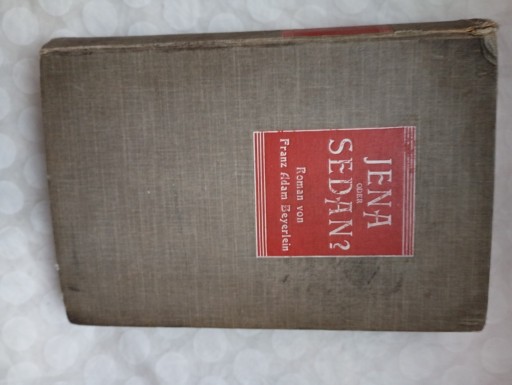 JENA
ODER
SEDAN?
Roman von
Franz Adam Beyerlein